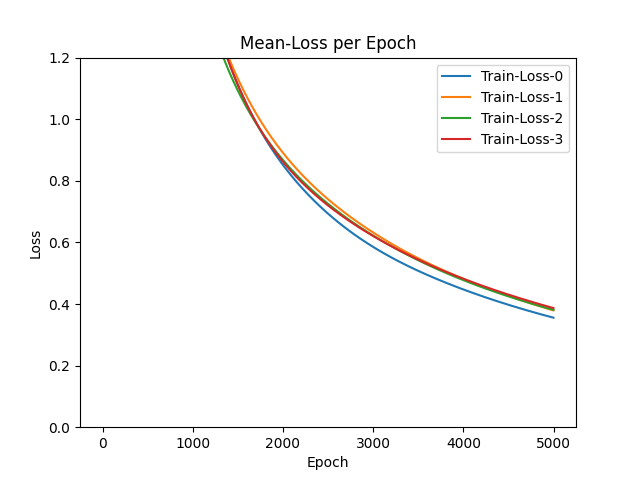 Mean-Loss per Epoch
Train-Loss-0
Train-Loss-1
Train-Loss-2
Train-Loss-3
Loss
1.2
1.0
0.8
0.6
0.4
0.2
0.0
0 1000 2000 3000 4000 5000
Epoch